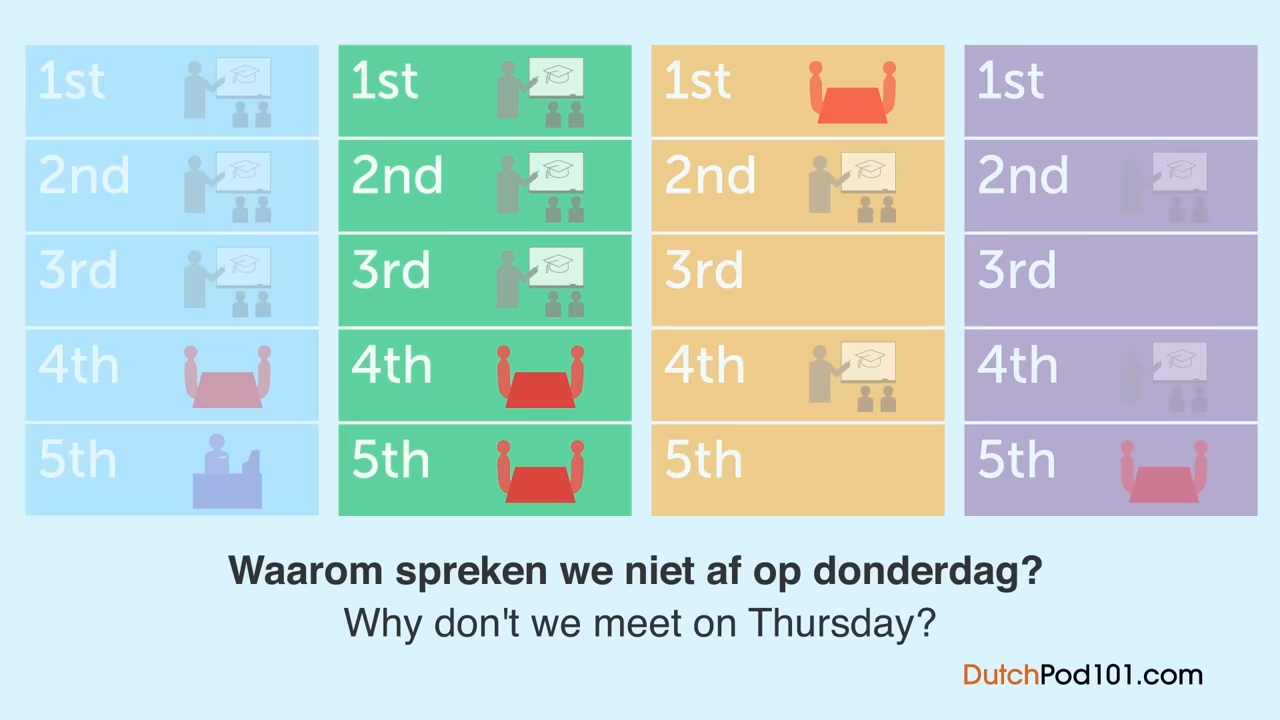 1st 1st 1st 1st
2nd 2nd 2nd 2nd
3rd 3rd 3rd 3rd
4th 4th 4th 4th
5th 5th 5th 5th
Waarom spreken we niet af op donderdag?
Why don't we meet on Thursday?
DutchPod101.com